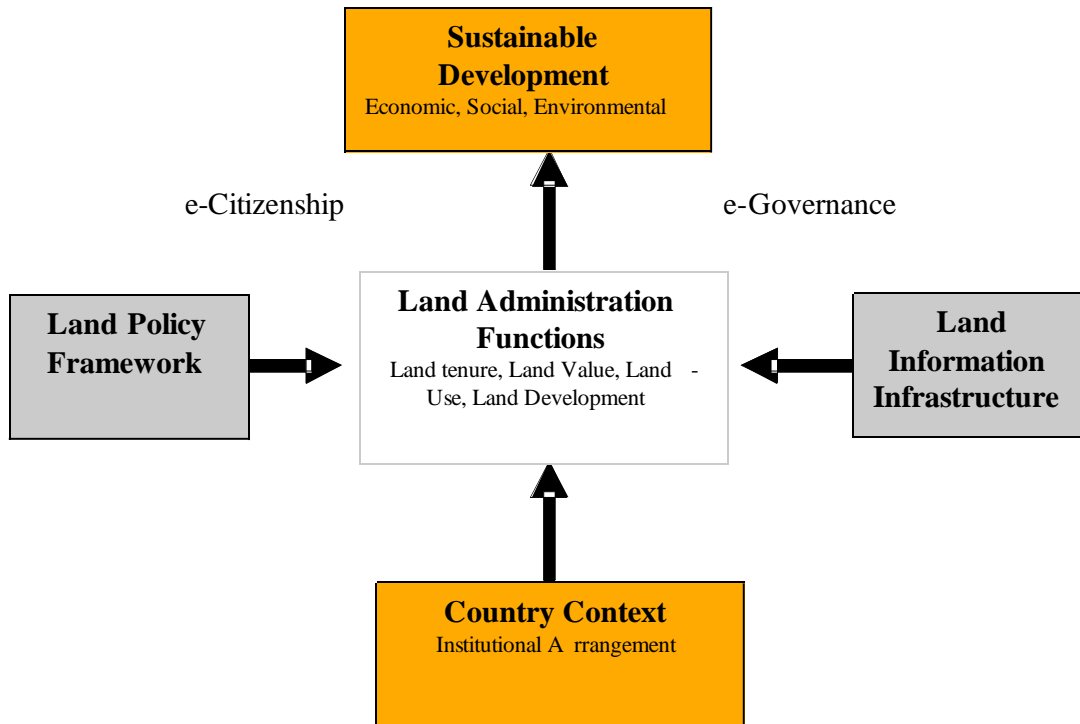 Sustainable
Development
Economic, Social, Environmental
e-Citizenship
e-Governance
Land Policy
Framework
Land Administration
Functions
Land tenure, Land Value, Land -
Use, Land Development
Land
Information
Infrastructure
Country Context
Institutional A rrangement